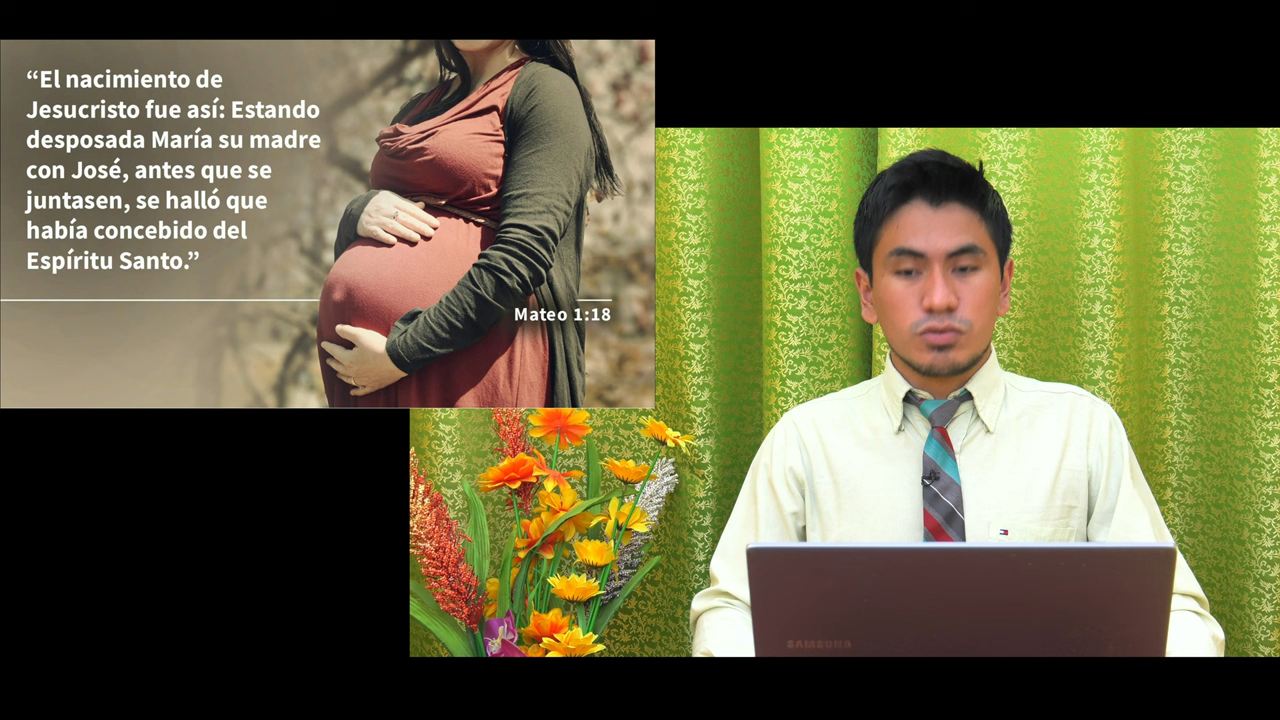 “El nacimiento de
Jesucristo fue así: Estando
desposada María su madre
con José, antes que se
juntasen, se halló que
había concebido del
Espíritu Santo.”
Mateo 1:18
SAMSUNG